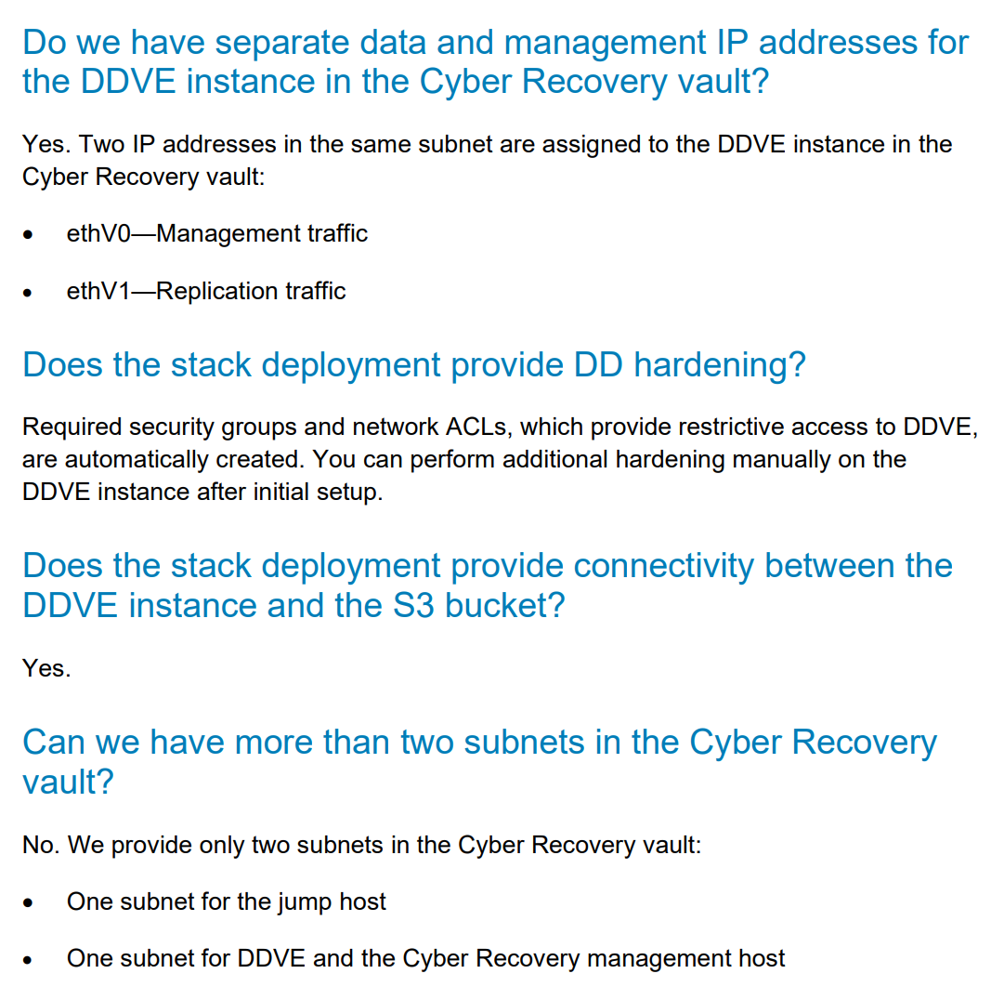 Do we have separate data and management IP addresses for
the DDVE instance in the Cyber Recovery vault?
Yes. Two IP addresses in the same subnet are assigned to the DDVE instance in the
Cyber Recovery vault:
• ethV0—Management traffic
• ethV1—Replication traffic
Does the stack deployment provide DD hardening?
Required security groups and network ACLs, which provide restrictive access to DDVE,
are automatically created. You can perform additional hardening manually on the
DDVE instance after initial setup.
Does the stack deployment provide connectivity between the
DDVE instance and the S3 bucket?
Yes.
Can we have more than two subnets in the Cyber Recovery
vault?
No. We provide only two subnets in the Cyber Recovery vault:
• One subnet for the jump host
• One subnet for DDVE and the Cyber Recovery management host